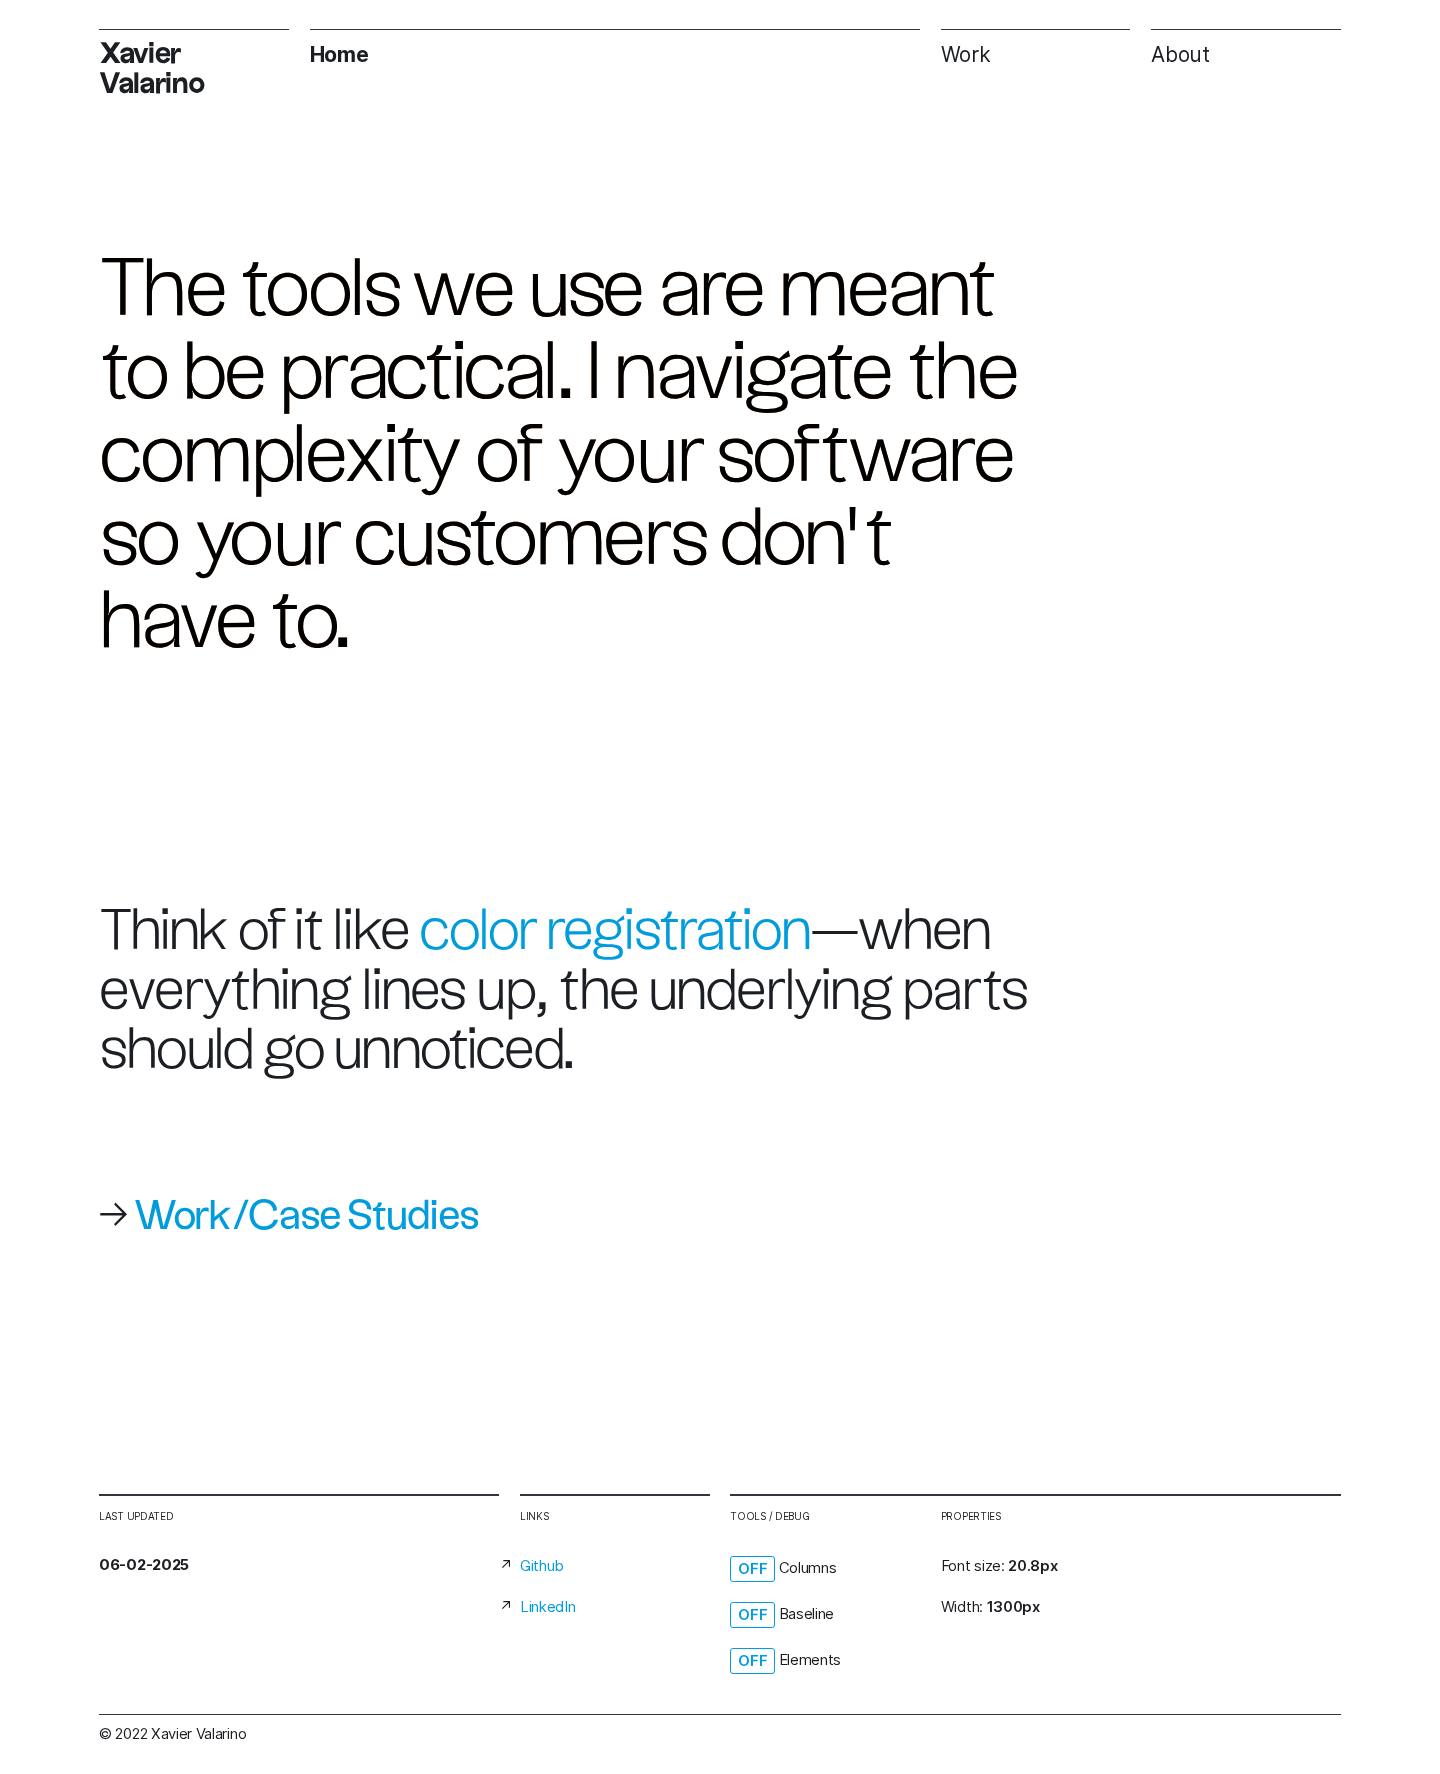 Xavier
Valarino
Home
Work
About
The tools we use are meant
to be practical. I navigate the
complexity of your software
so your customers don't
have to.
Think of it like color registration—when
everything lines up, the underlying parts
should go unnoticed.
→ Work/Case Studies
LAST UPDATED
06-02-2025
LINKS
↗ Github
↗ LinkedIn
TOOLS / DEBUG
OFF Columns
OFF Baseline
OFF Elements
PROPERTIES
Font size: 20.8px
Width: 1300px
© 2022 Xavier Valarino